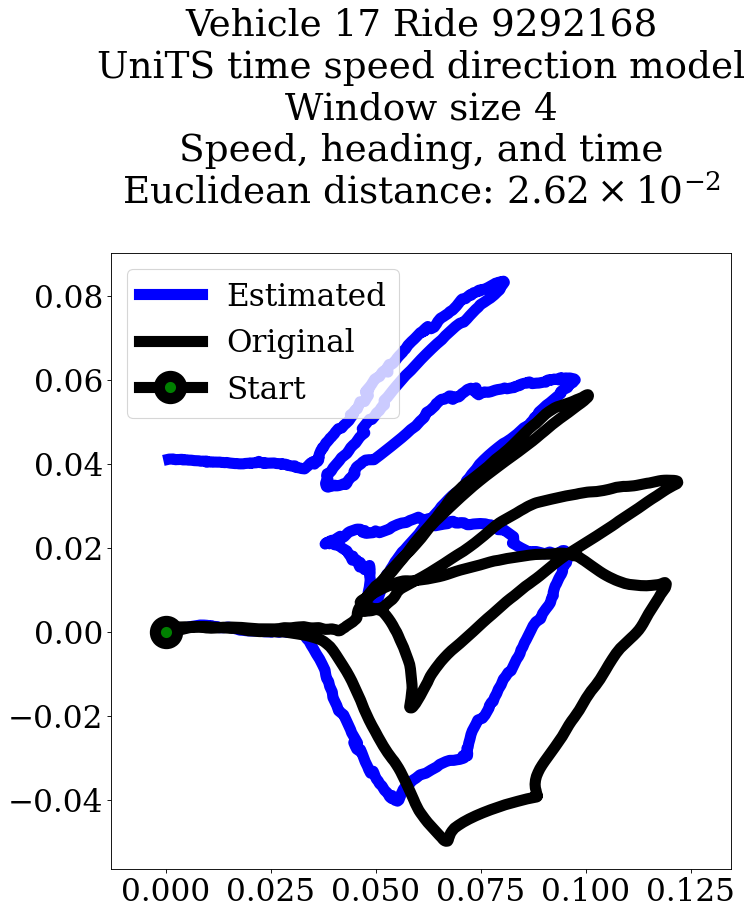 Vehicle 17 Ride 9292168
UniTS time speed direction model
Window size 4
Speed, heading, and time
Euclidean distance: 2.62 × 10⁻²
Estimated
Original
Start
0.08
0.06
0.04
0.02
0.00
−0.02
−0.04
0.000 0.025 0.050 0.075 0.100 0.125